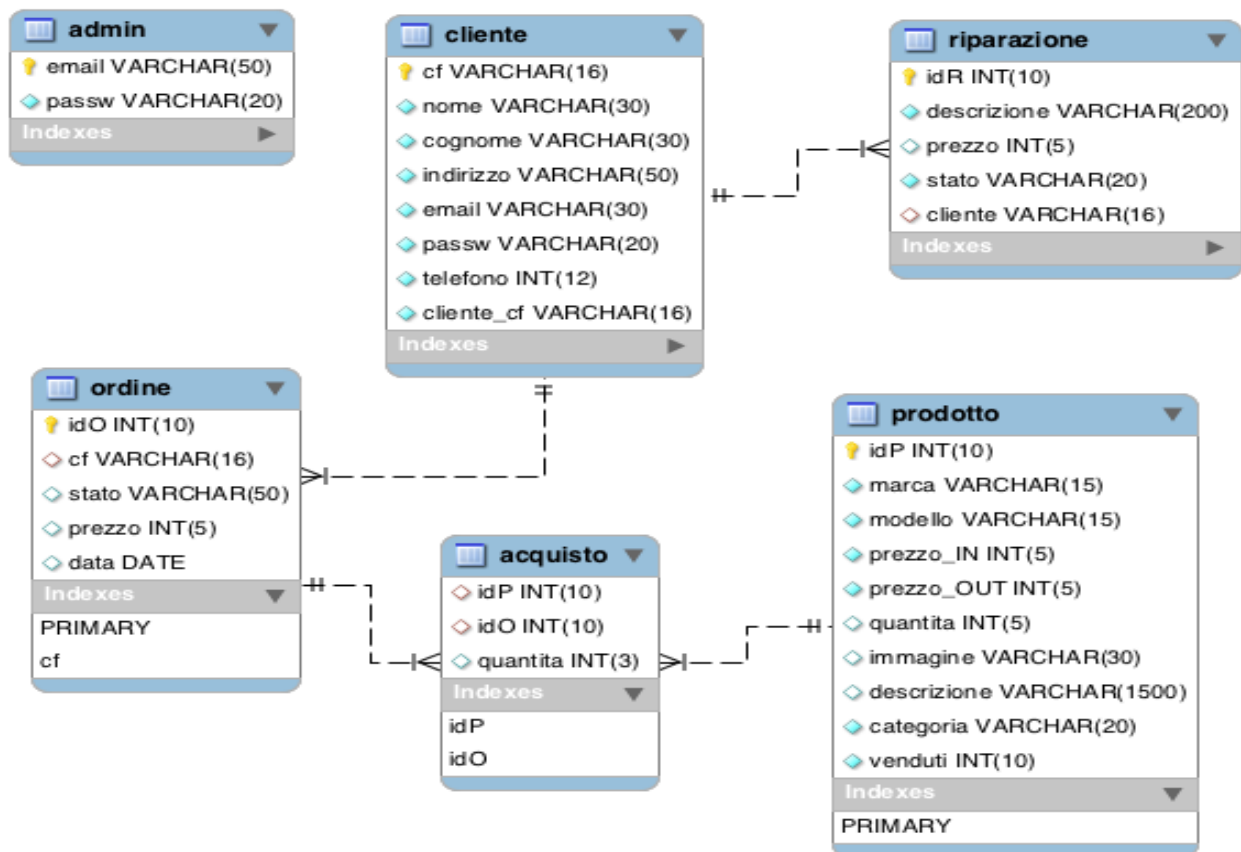 admin
email VARCHAR(50)
passw VARCHAR(20)
Indexes
cliente
cf VARCHAR(16)
nome VARCHAR(30)
cognome VARCHAR(30)
indirizzo VARCHAR(50)
email VARCHAR(30)
passw VARCHAR(20)
telefono INT(12)
cliente_cf VARCHAR(16)
Indexes
riparazione
idR INT(10)
descrizione VARCHAR(200)
prezzo INT(5)
stato VARCHAR(20)
cliente VARCHAR(16)
Indexes
ordine
idO INT(10)
cf VARCHAR(16)
stato VARCHAR(50)
prezzo INT(5)
data DATE
Indexes
PRIMARY
cf
acquisto
idP INT(10)
idO INT(10)
quantita INT(3)
Indexes
idP
idO
prodotto
idP INT(10)
marca VARCHAR(15)
modello VARCHAR(15)
prezzo_IN INT(5)
prezzo_OUT INT(5)
quantita INT(5)
immagine VARCHAR(30)
descrizione VARCHAR(1500)
categoria VARCHAR(20)
venduti INT(10)
Indexes
PRIMARY